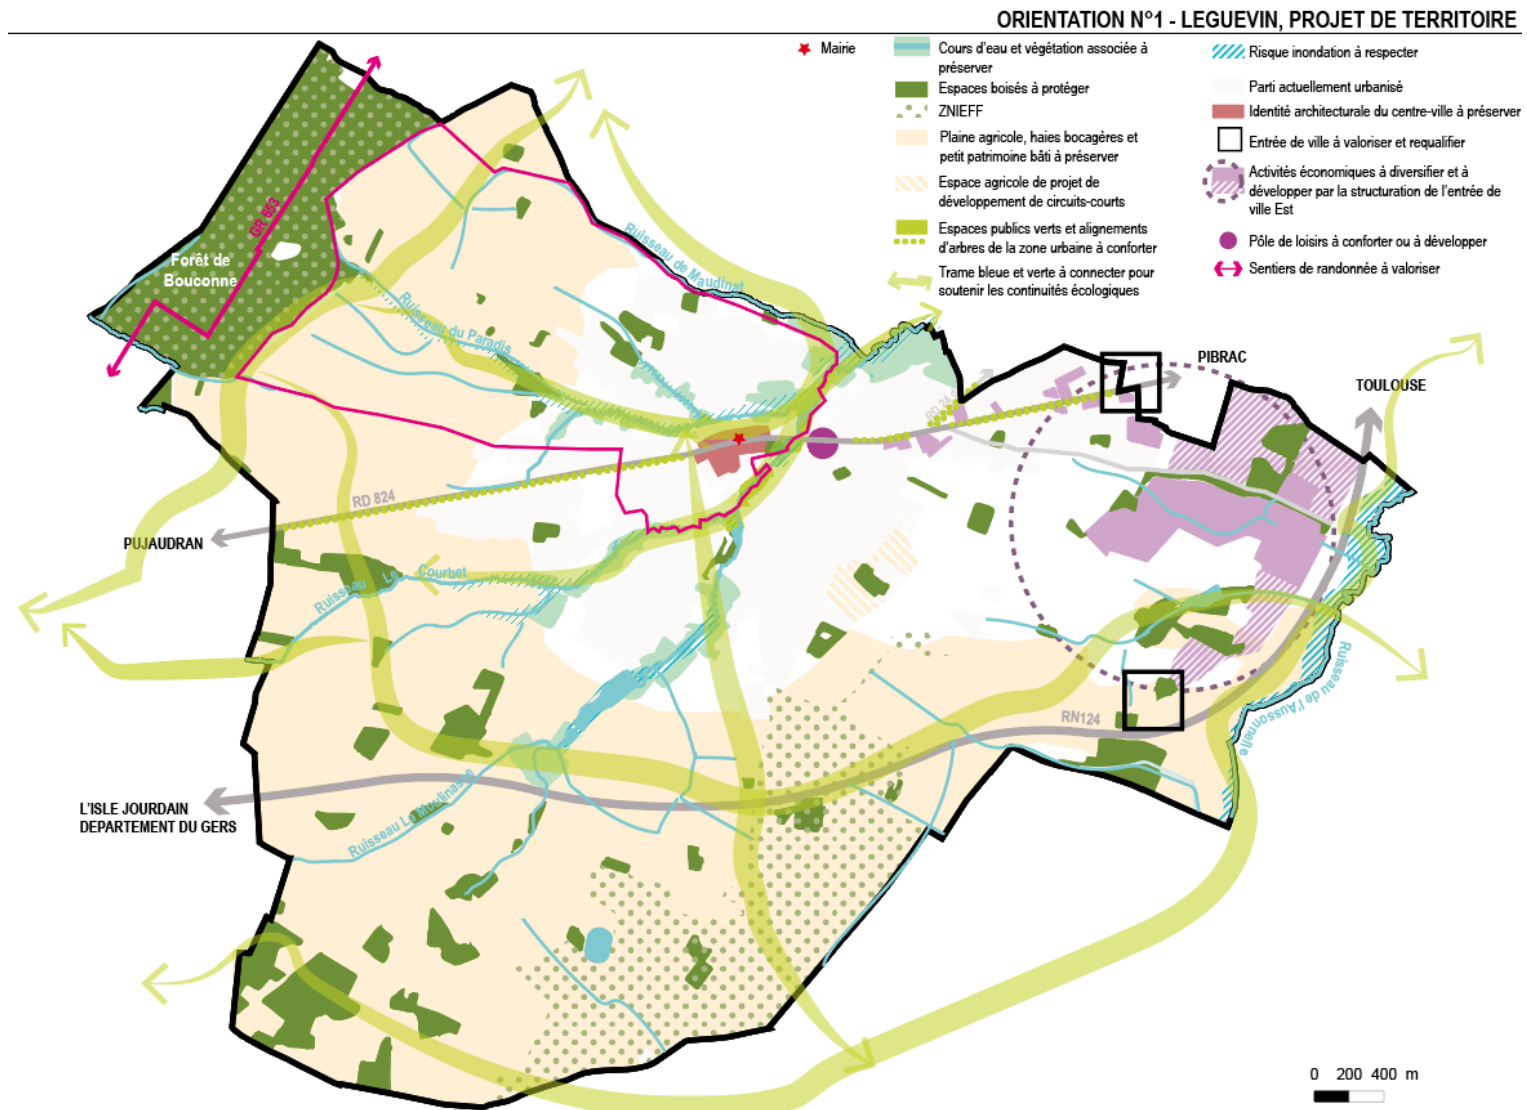 ORIENTATION N°1 - LEGUEVIN, PROJET DE TERRITOIRE
Mairie
Cours d'eau et végétation associée à
préserver
Espaces boisés à protéger
ZNIEFF
Plaine agricole, haies bocagères et
petit patrimoine bâti à préserver
Espace agricole de projet de
développement de circuits-courts
Espaces publics verts et alignements
d'arbres de la zone urbaine à conforter
Trame bleue et verte à connecter pour
soutenir les continuités écologiques
Risque inondation à respecter
Parti actuellement urbanisé
Identité architecturale du centre-ville à préserver
Entrée de ville à valoriser et requalifier
Activités économiques à diversifier et à
développer par la structuration de l'entrée de
ville Est
Pôle de loisirs à conforter ou à développer
Sentiers de randonnée à valoriser
GR 653
Forêt de
Bouconne
Ruisseau de Maudinat
Ruisseau du Paradis
PIBRAC
TOULOUSE
RD 24
RD 824
PUJAUDRAN
Ruisseau Le Courbet
Ruisseau de l'Aussonnelle
RN124
L'ISLE JOURDAIN
DEPARTEMENT DU GERS
Ruisseau La Moulinasse
0 200 400 m